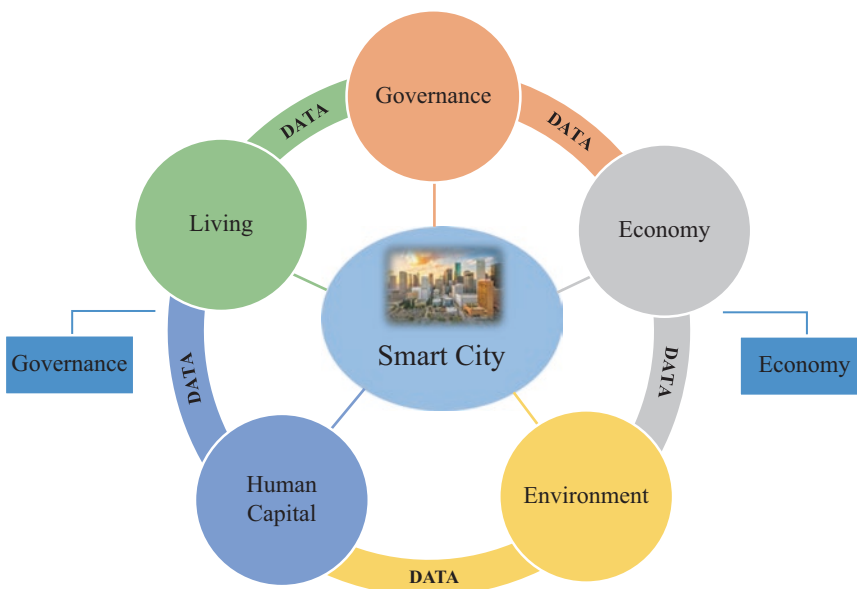 Governance
DATA
DATA
Living
Economy
Smart City
Governance
Economy
DATA
DATA
Human
Capital
Environment
DATA